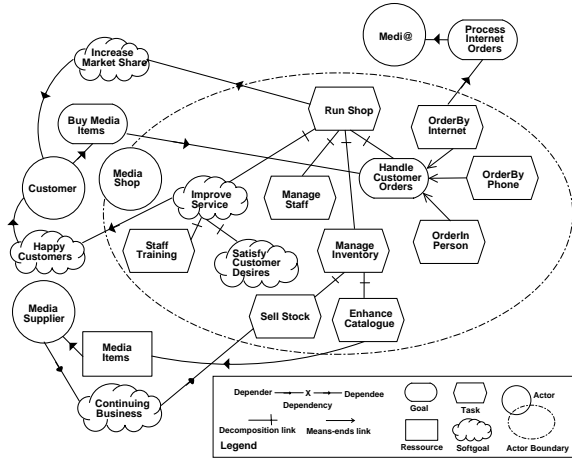 Increase
Market Share
Medi@
Process
Internet
Orders
Run Shop
Buy Media
Items
OrderBy
Internet
Media
Shop
Customer
Improve
Service
Manage
Staff
Handle
Customer
Orders
OrderBy
Phone
OrderIn
Person
Happy
Customers
Staff
Training
Satisfy
Customer
Desires
Manage
Inventory
Media
Supplier
Sell Stock
Enhance
Catalogue
Media
Items
Continuing
Business
Depender
X
Dependee
Dependency
Decomposition link
Means-ends link
Legend
Goal
Task
Ressource
Softgoal
Actor
Actor Boundary